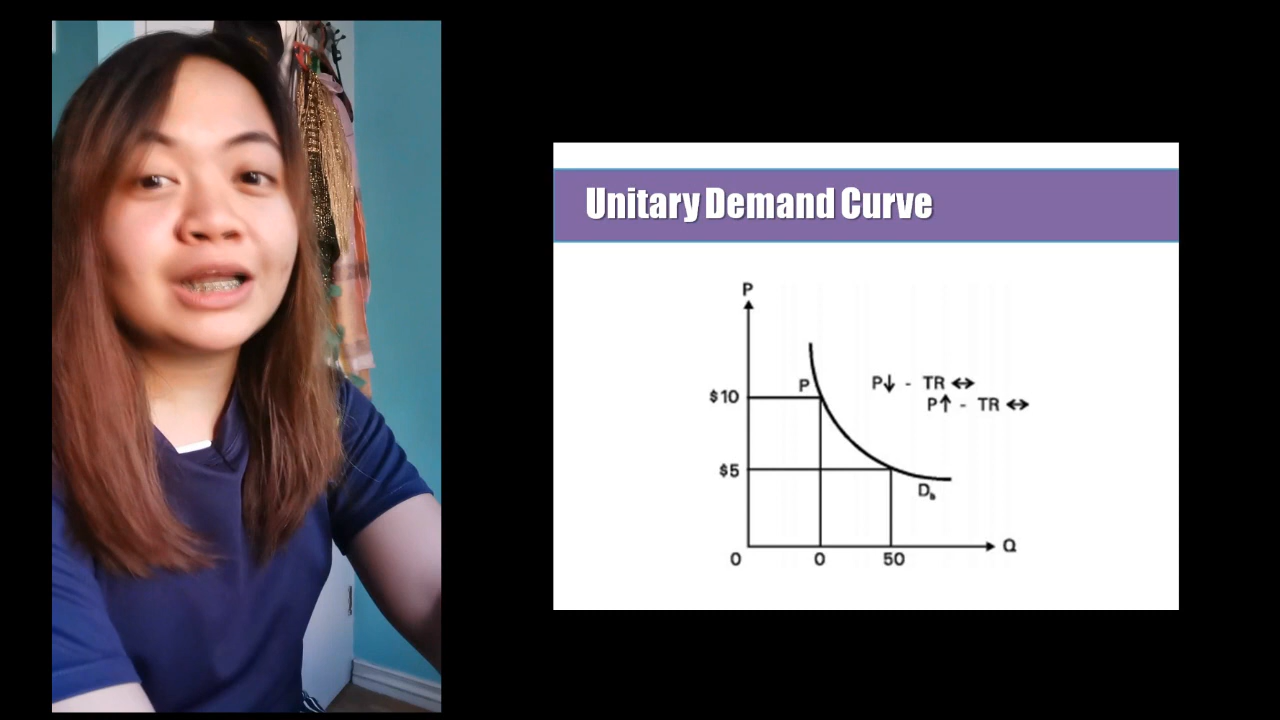 Unitary Demand Curve
P
P↓ - TR ↔
P
$10
P↑ - TR ↔
$5
D
0
0
50
Q